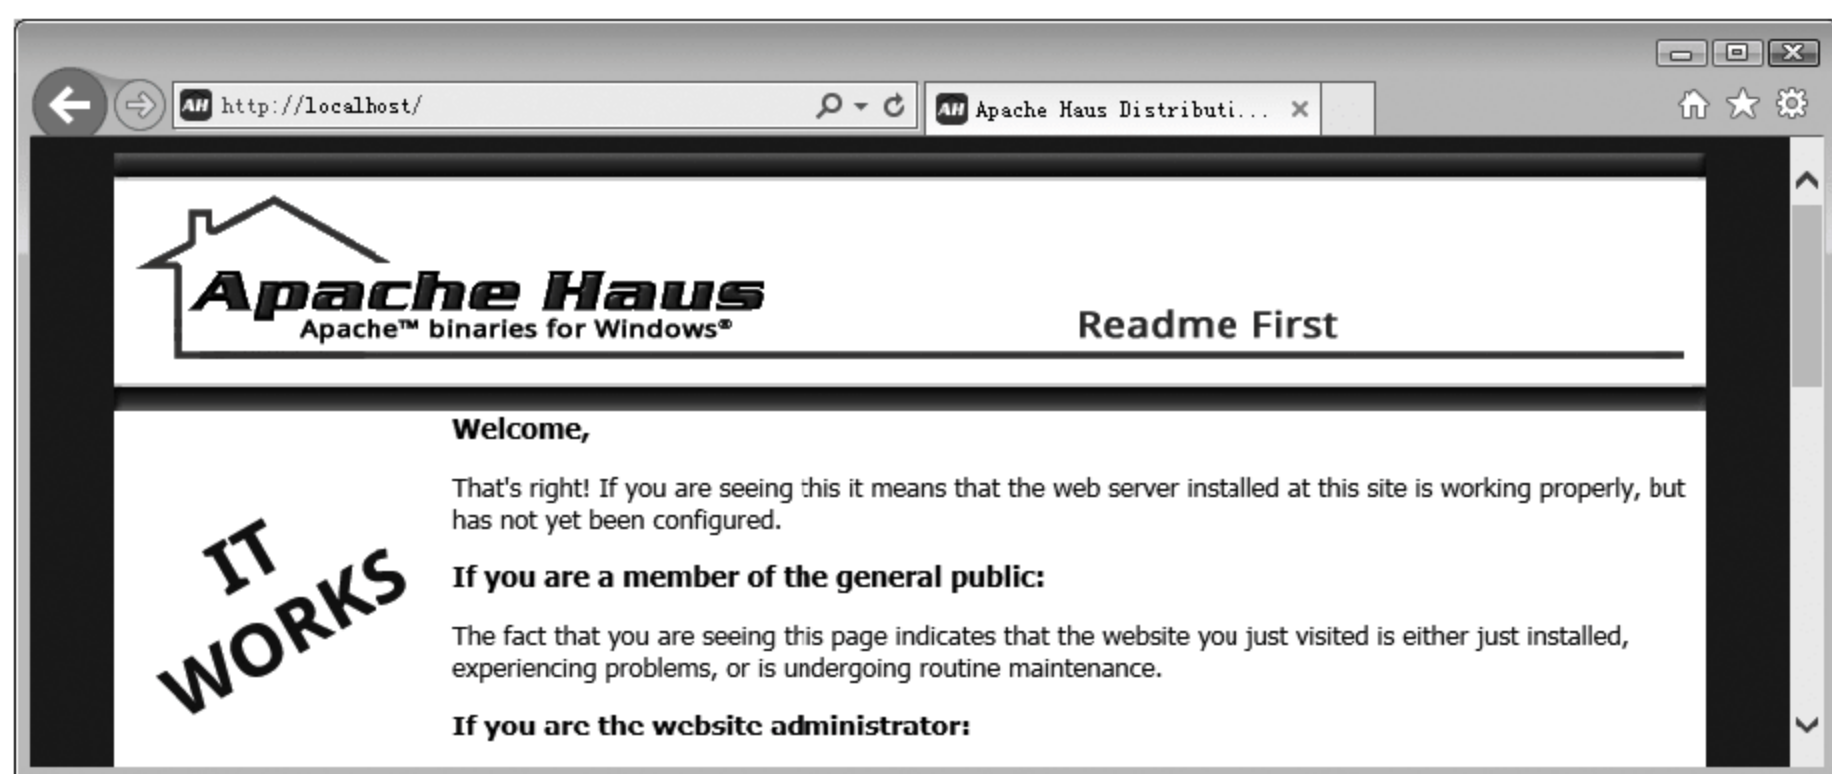 AH http://localhost/
AH Apache Haus Distributi...
Apache Haus
Apache™ binaries for Windows®
Readme First
Welcome,
That's right! If you are seeing this it means that the web server installed at this site is working properly, but
has not yet been configured.
IT
WORKS
If you are a member of the general public:
The fact that you are seeing this page indicates that the website you just visited is either just installed,
experiencing problems, or is undergoing routine maintenance.
If you are the website administrator: